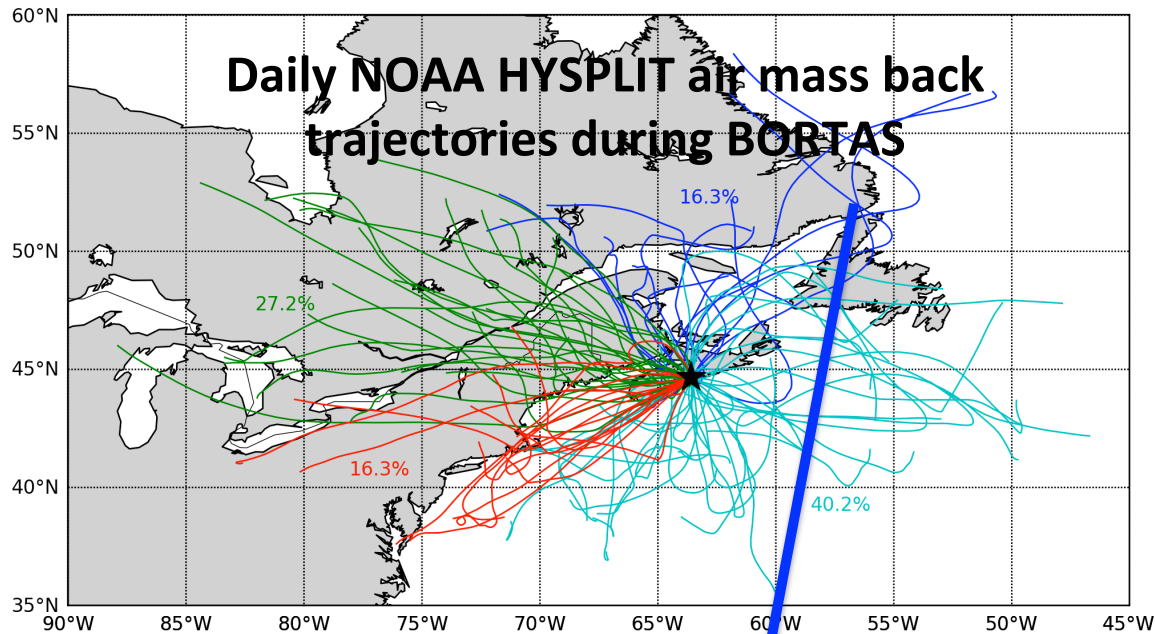 60°N
Daily NOAA HYSPLIT air mass back
trajectories during BORTAS
55°N
16.3%
50°N
27.2%
45°N
16.3%
40°N
40.2%
35°N
90°W 85°W 80°W 75°W 70°W 65°W 60°W 55°W 50°W 45°W